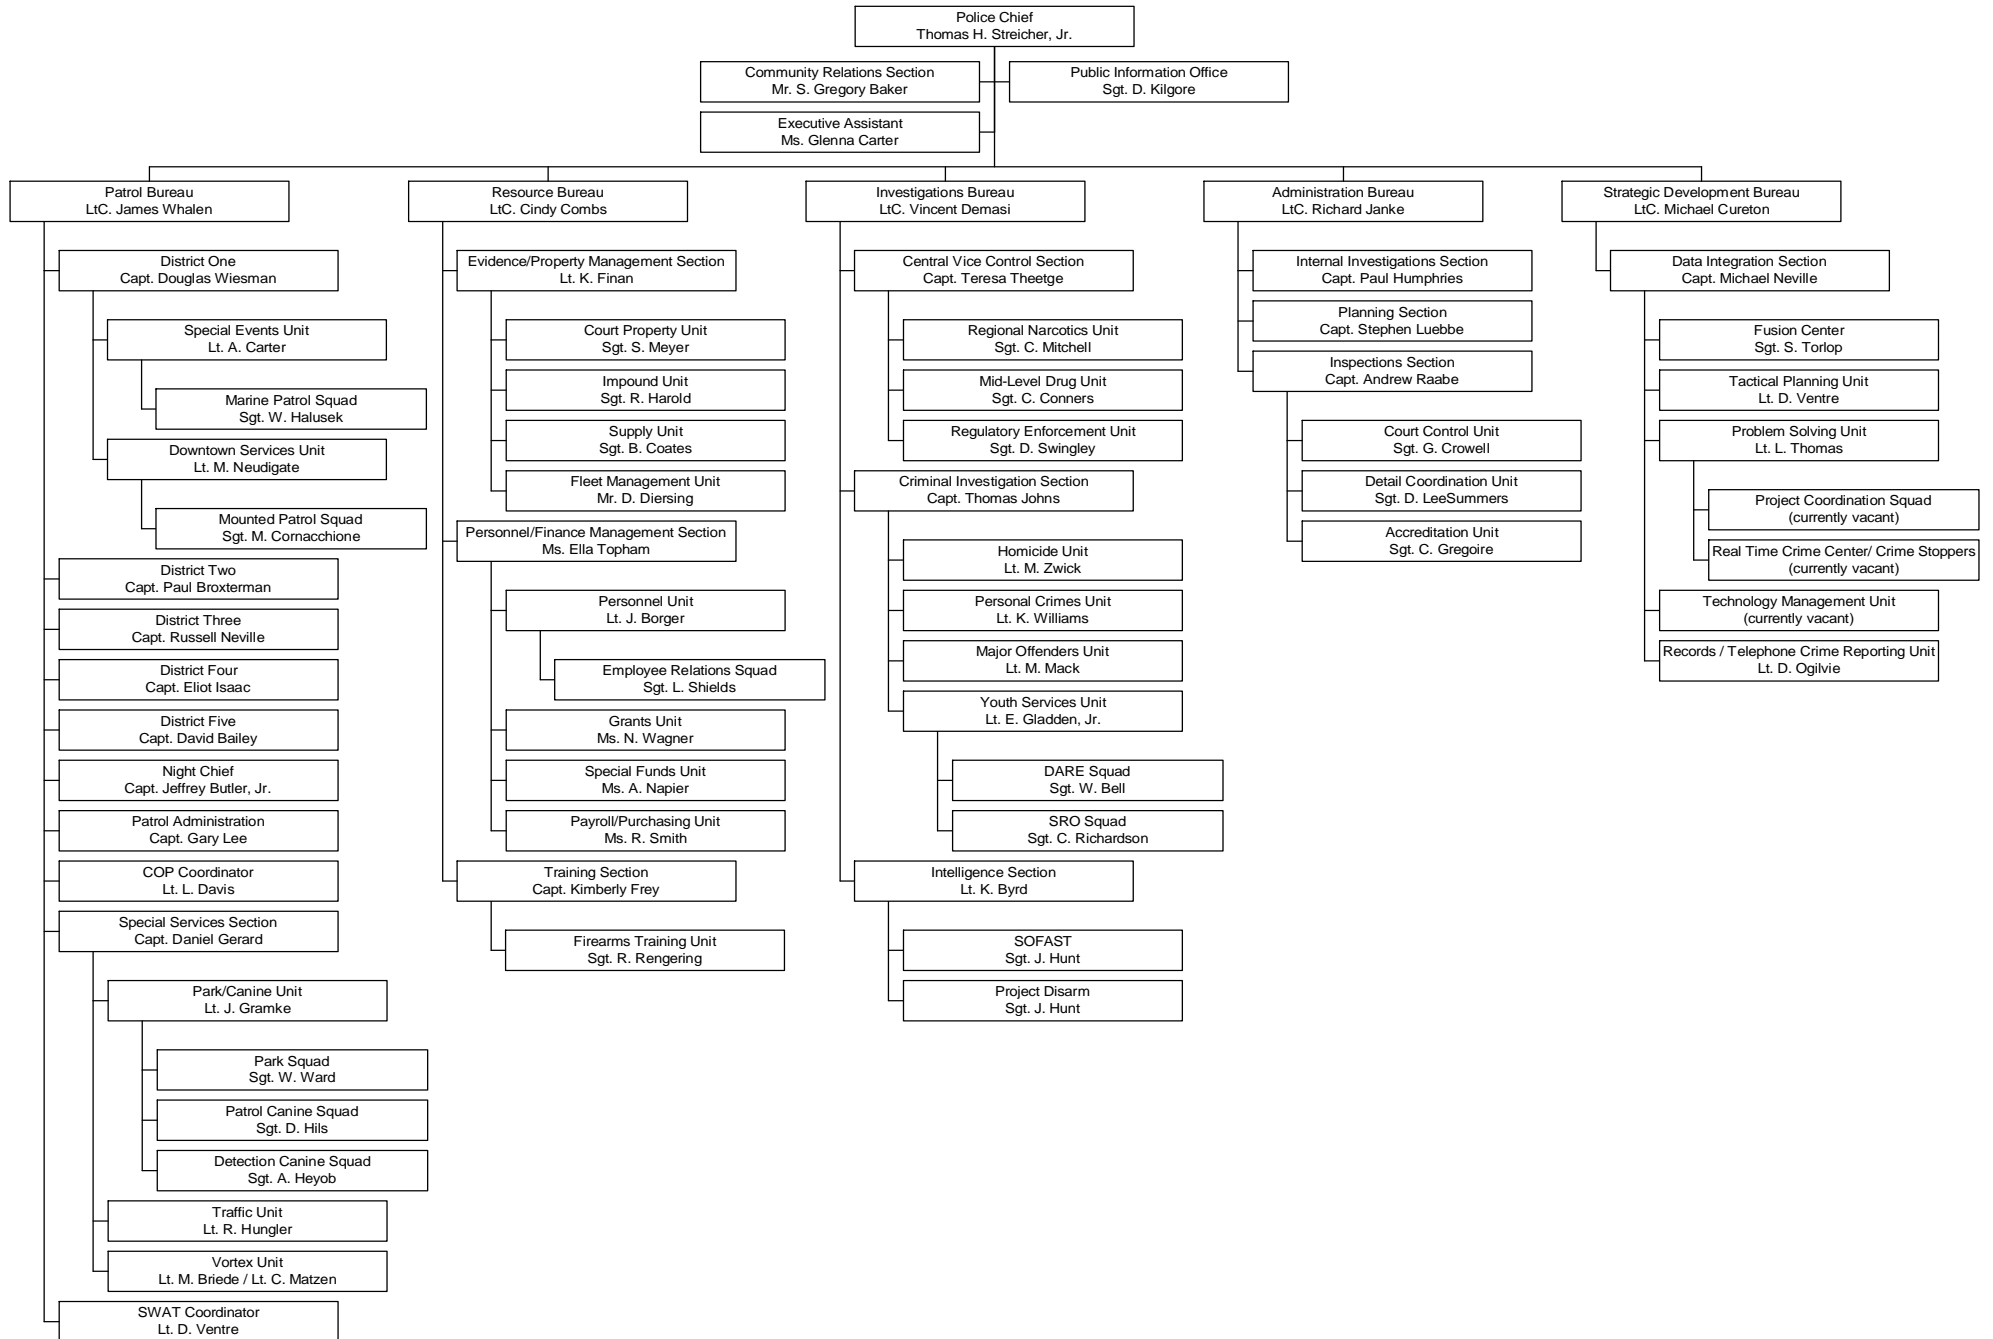 Police Chief
Thomas H. Streicher, Jr.
Community Relations Section
Mr. S. Gregory Baker
Public Information Office
Sgt. D. Kilgore
Executive Assistant
Ms. Glenna Carter
Patrol Bureau
LtC. James Whalen
District One
Capt. Douglas Wiesman
Special Events Unit
Lt. A. Carter
Marine Patrol Squad
Sgt. W. Halusek
Downtown Services Unit
Lt. M. Neudigate
Mounted Patrol Squad
Sgt. M. Cornacchione
District Two
Capt. Paul Broxterman
District Three
Capt. Russell Neville
District Four
Capt. Eliot Isaac
District Five
Capt. David Bailey
Night Chief
Capt. Jeffrey Butler, Jr.
Patrol Administration
Capt. Gary Lee
COP Coordinator
Lt. L. Davis
Special Services Section
Capt. Daniel Gerard
Park/Canine Unit
Lt. J. Gramke
Park Squad
Sgt. W. Ward
Patrol Canine Squad
Sgt. D. Hils
Detection Canine Squad
Sgt. A. Heyob
Traffic Unit
Lt. R. Hungler
Vortex Unit
Lt. M. Briede / Lt. C. Matzen
SWAT Coordinator
Lt. D. Ventre
Resource Bureau
LtC. Cindy Combs
Evidence/Property Management Section
Lt. K. Finan
Court Property Unit
Sgt. S. Meyer
Impound Unit
Sgt. R. Harold
Supply Unit
Sgt. B. Coates
Fleet Management Unit
Mr. D. Diersing
Personnel/Finance Management Section
Ms. Ella Topham
Personnel Unit
Lt. J. Borger
Employee Relations Squad
Sgt. L. Shields
Grants Unit
Ms. N. Wagner
Special Funds Unit
Ms. A. Napier
Payroll/Purchasing Unit
Ms. R. Smith
Training Section
Capt. Kimberly Frey
Firearms Training Unit
Sgt. R. Rengering
Investigations Bureau
LtC. Vincent Demasi
Central Vice Control Section
Capt. Teresa Theetge
Regional Narcotics Unit
Sgt. C. Mitchell
Mid-Level Drug Unit
Sgt. C. Conners
Regulatory Enforcement Unit
Sgt. D. Swingley
Criminal Investigation Section
Capt. Thomas Johns
Homicide Unit
Lt. M. Zwick
Personal Crimes Unit
Lt. K. Williams
Major Offenders Unit
Lt. M. Mack
Youth Services Unit
Lt. E. Gladden, Jr.
DARE Squad
Sgt. W. Bell
SRO Squad
Sgt. C. Richardson
Intelligence Section
Lt. K. Byrd
SOFAST
Sgt. J. Hunt
Project Disarm
Sgt. J. Hunt
Administration Bureau
LtC. Richard Janke
Internal Investigations Section
Capt. Paul Humphries
Planning Section
Capt. Stephen Luebbe
Inspections Section
Capt. Andrew Raabe
Court Control Unit
Sgt. G. Crowell
Detail Coordination Unit
Sgt. D. LeeSummers
Accreditation Unit
Sgt. C. Gregoire
Strategic Development Bureau
LtC. Michael Cureton
Data Integration Section
Capt. Michael Neville
Fusion Center
Sgt. S. Torlop
Tactical Planning Unit
Lt. D. Ventre
Problem Solving Unit
Lt. L. Thomas
Project Coordination Squad
(currently vacant)
Real Time Crime Center/ Crime Stoppers
(currently vacant)
Technology Management Unit
(currently vacant)
Records / Telephone Crime Reporting Unit
Lt. D. Ogilvie